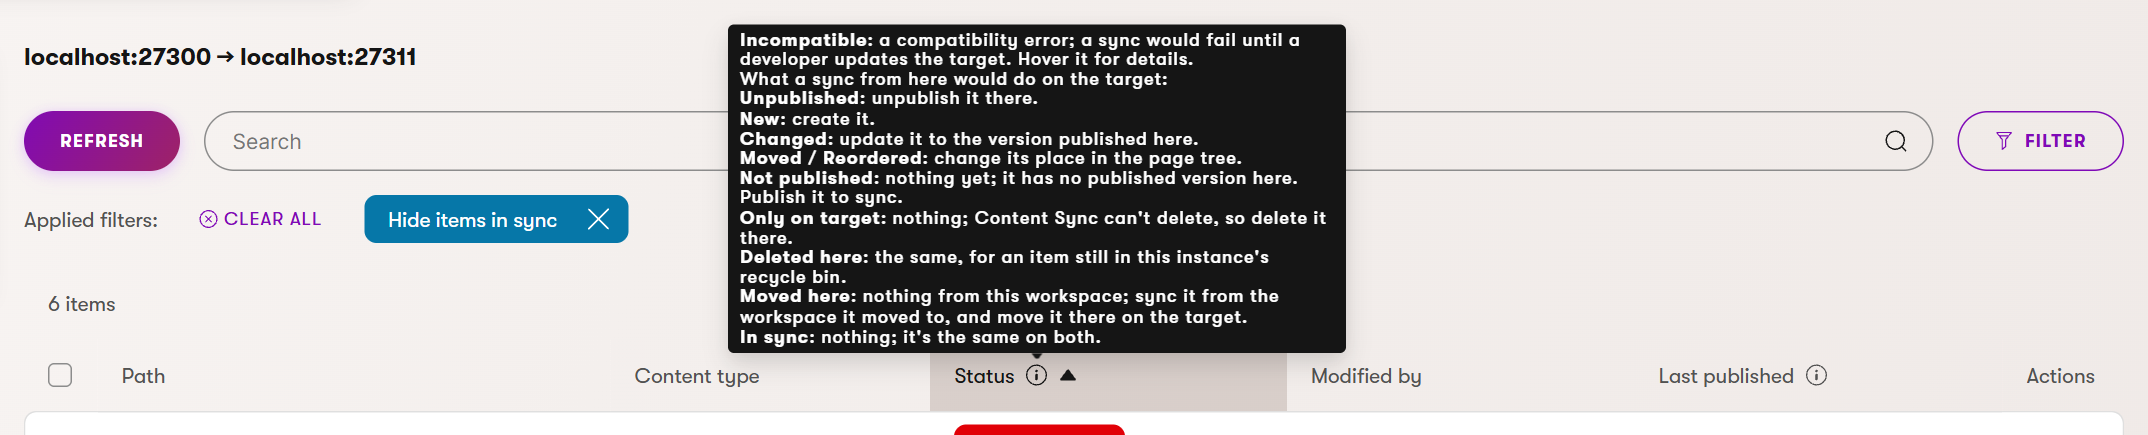 localhost:27300 → localhost:27311
Incompatible: a compatibility error; a sync would fail until a
developer updates the target. Hover it for details.
What a sync from here would do on the target:
Unpublished: unpublish it there.
New: create it.
Changed: update it to the version published here.
Moved / Reordered: change its place in the page tree.
Not published: nothing yet; it has no published version here.
Publish it to sync.
Only on target: nothing; Content Sync can't delete, so delete it
there.
Deleted here: the same, for an item still in this instance's
recycle bin.
Moved here: nothing from this workspace; sync it from the
workspace it moved to, and move it there on the target.
In sync: nothing; it's the same on both.
REFRESH
Search
FILTER
Applied filters:
CLEAR ALL
Hide items in sync
6 items
Path
Content type
Status
Modified by
Last published
Actions